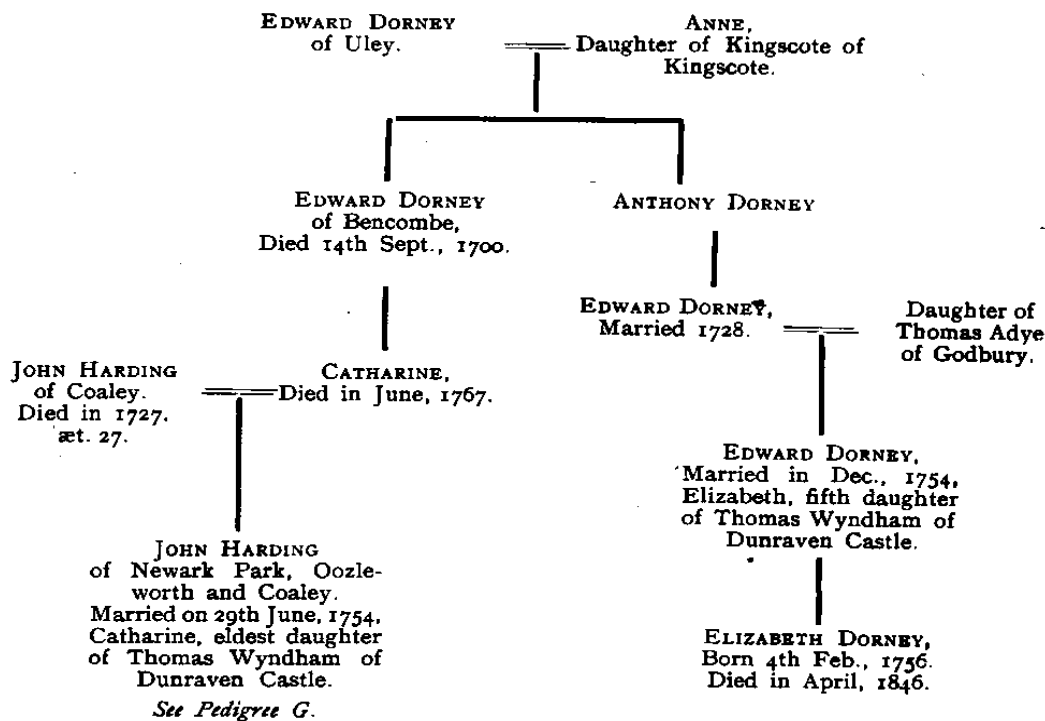 EDWARD DORNEY
of Uley.
ANNE,
Daughter of Kingscote of
Kingscote.
EDWARD DORNEY
of Bencombe,
Died 14th Sept., 1700.
ANTHONY DORNEY
EDWARD DORNEY,
Married 1728.
Daughter of
Thomas Adye
of Godbury.
JOHN HARDING
of Coaley.
Died in 1727,
æt. 27.
CATHARINE,
Died in June, 1767.
EDWARD DORNEY,
Married in Dec., 1754,
Elizabeth, fifth daughter
of Thomas Wyndham of
Dunraven Castle.
JOHN HARDING
of Newark Park, Oozle-
worth and Coaley.
Married on 29th June, 1754,
Catharine, eldest daughter
of Thomas Wyndham of
Dunraven Castle.
See Pedigree G.
ELIZABETH DORNEY,
Born 4th Feb., 1756.
Died in April, 1846.